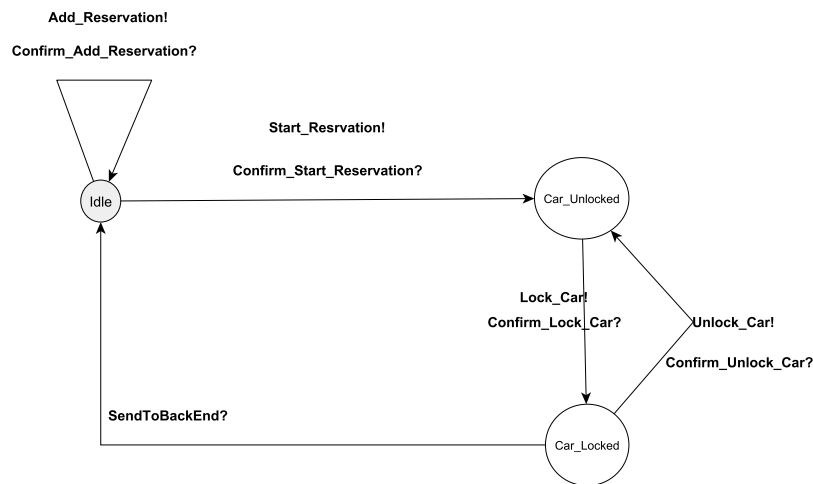 Add_Reservation!
Confirm_Add_Reservation?
Start_Resrvation!
Confirm_Start_Reservation?
Idle
Car_Unlocked
Lock_Car!
Confirm_Lock_Car?
Unlock_Car!
Confirm_Unlock_Car?
SendToBackEnd?
Car_Locked